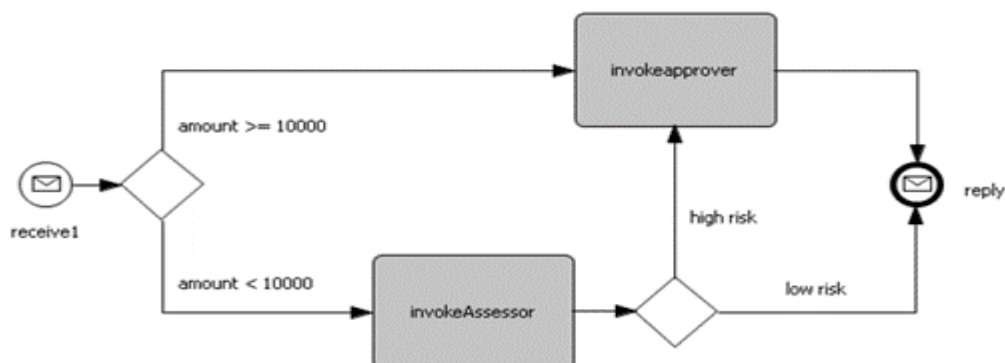 invokeapprover
amount >= 10000
receive1
reply
high risk
amount < 10000
low risk
invokeAssessor